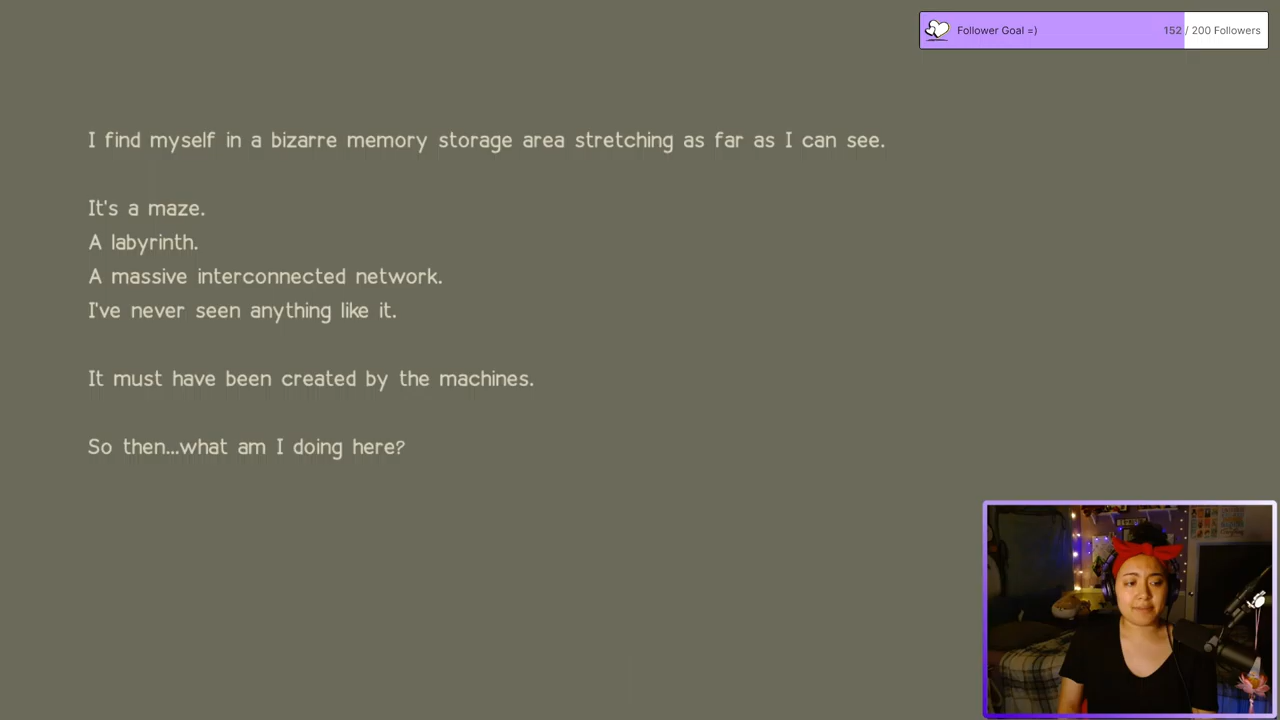 Follower Goal =)
152 / 200 Followers
I find myself in a bizarre memory storage area stretching as far as I can see.
It's a maze.
A labyrinth.
A massive interconnected network.
I've never seen anything like it.
It must have been created by the machines.
So then...what am I doing here?